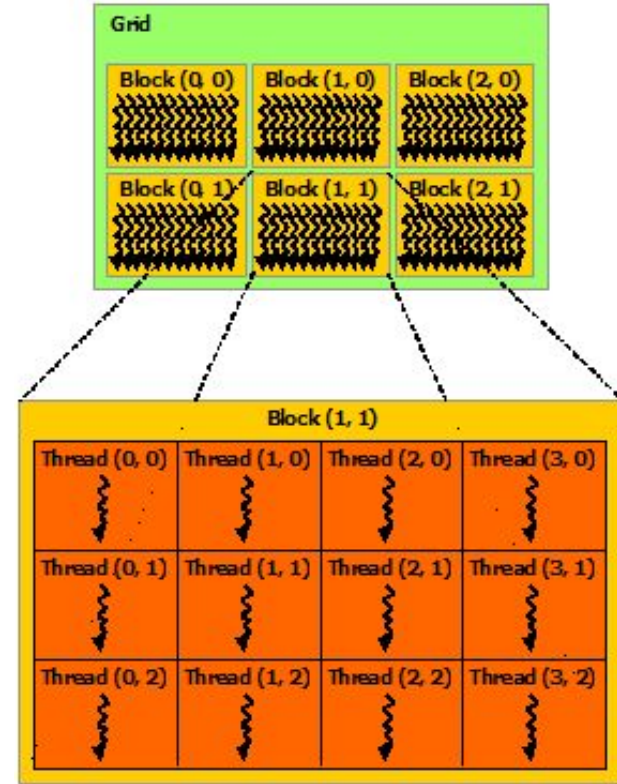 Grid
Block (0, 0) Block (1, 0) Block (2, 0)
Block (0, 1) Block (1, 1) Block (2, 1)
Block (1, 1)
Thread (0, 0) Thread (1, 0) Thread (2, 0) Thread (3, 0)
Thread (0, 1) Thread (1, 1) Thread (2, 1) Thread (3, 1)
Thread (0, 2) Thread (1, 2) Thread (2, 2) Thread (3, 2)